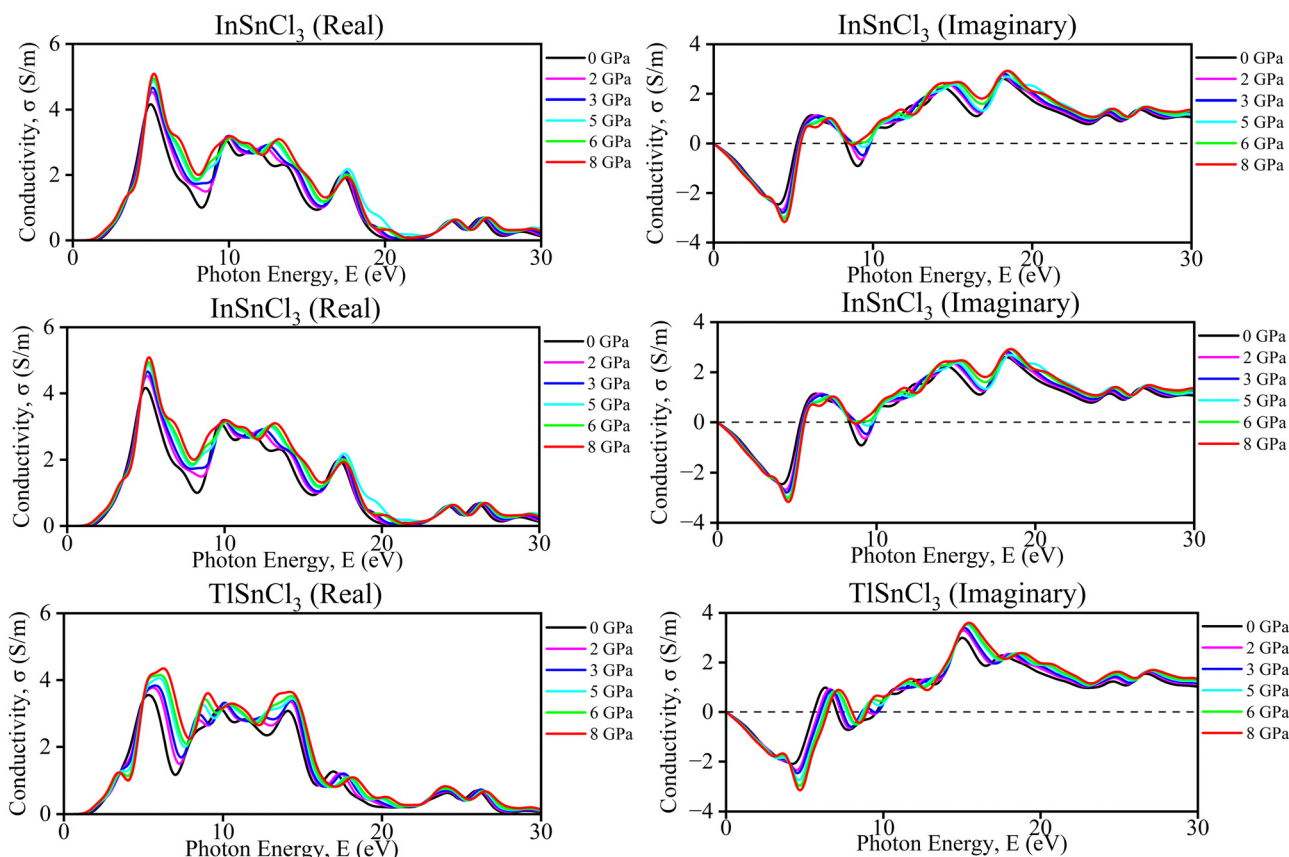 InSnCl₃ (Real)
Conductivity, σ (S/m)
6
4
2
0
0
10
20
30
Photon Energy, E (eV)
0 GPa
2 GPa
3 GPa
5 GPa
6 GPa
8 GPa
InSnCl₃ (Imaginary)
Conductivity, σ (S/m)
4
2
0
−2
−4
0
10
20
30
Photon Energy, E (eV)
0 GPa
2 GPa
3 GPa
5 GPa
6 GPa
8 GPa
InSnCl₃ (Real)
Conductivity, σ (S/m)
6
4
2
0
0
10
20
30
Photon Energy, E (eV)
0 GPa
2 GPa
3 GPa
5 GPa
6 GPa
8 GPa
InSnCl₃ (Imaginary)
Conductivity, σ (S/m)
4
2
0
−2
−4
0
10
20
30
Photon Energy, E (eV)
0 GPa
2 GPa
3 GPa
5 GPa
6 GPa
8 GPa
TlSnCl₃ (Real)
Conductivity, σ (S/m)
6
4
2
0
0
10
20
30
Photon Energy, E (eV)
0 GPa
2 GPa
3 GPa
5 GPa
6 GPa
8 GPa
TlSnCl₃ (Imaginary)
Conductivity, σ (S/m)
4
2
0
−2
−4
0
10
20
30
Photon Energy, E (eV)
0 GPa
2 GPa
3 GPa
5 GPa
6 GPa
8 GPa